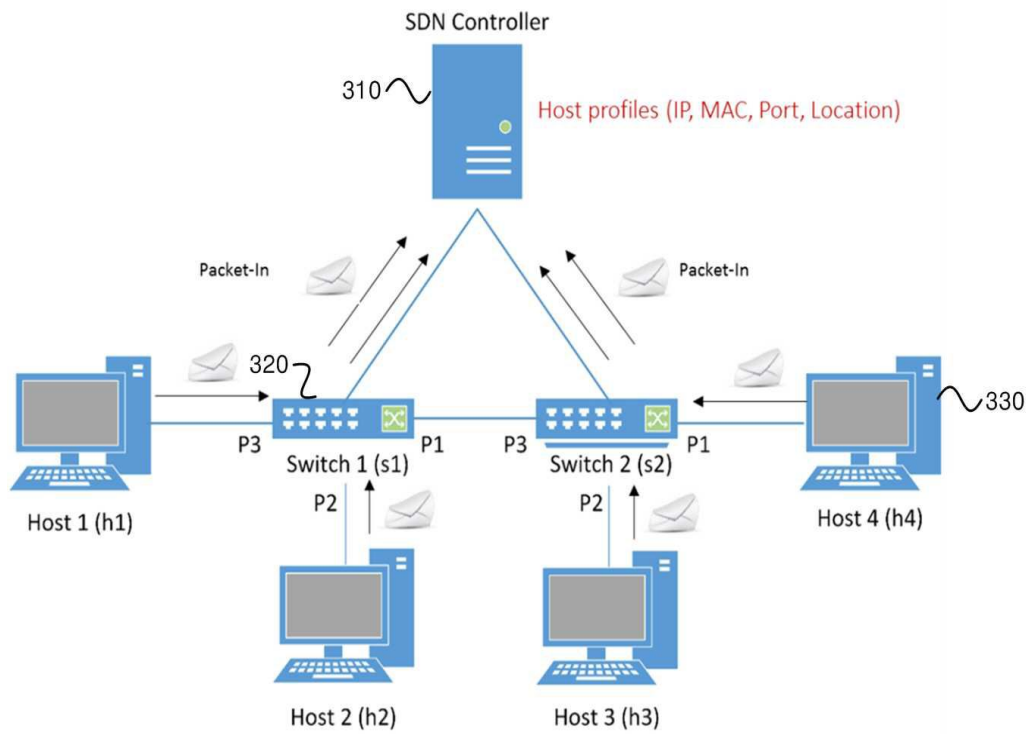 SDN Controller
310
Host profiles (IP, MAC, Port, Location)
Packet-In
Packet-In
320
330
P3
P1
P3
P1
Switch 1 (s1)
Switch 2 (s2)
P2
P2
Host 1 (h1)
Host 4 (h4)
Host 2 (h2)
Host 3 (h3)